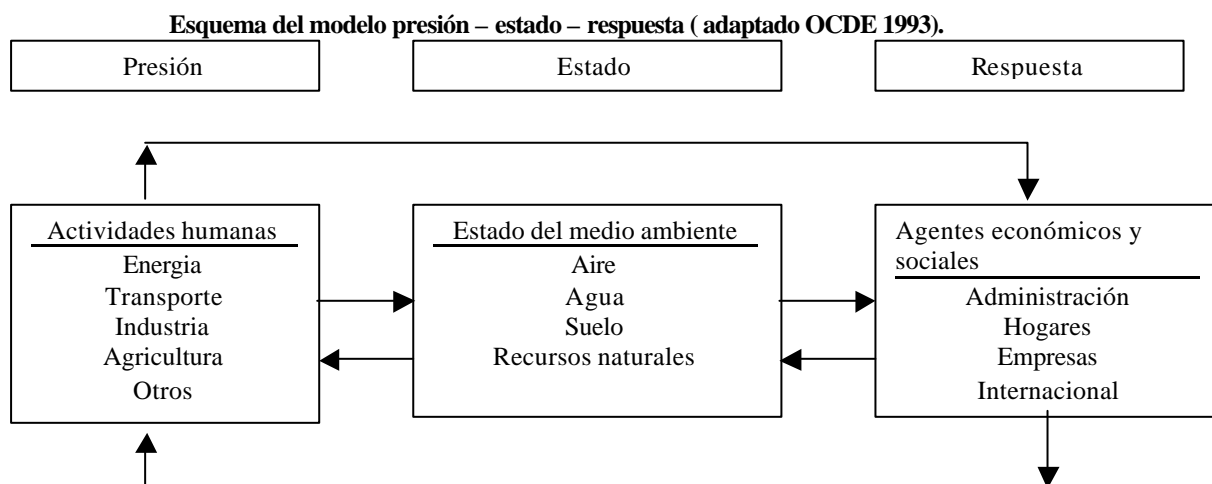 Esquema del modelo presión – estado – respuesta ( adaptado OCDE 1993).
Presión
Estado
Respuesta
Actividades humanas
Energia
Transporte
Industria
Agricultura
Otros
Estado del medio ambiente
Aire
Agua
Suelo
Recursos naturales
Agentes económicos y
sociales
Administración
Hogares
Empresas
Internacional